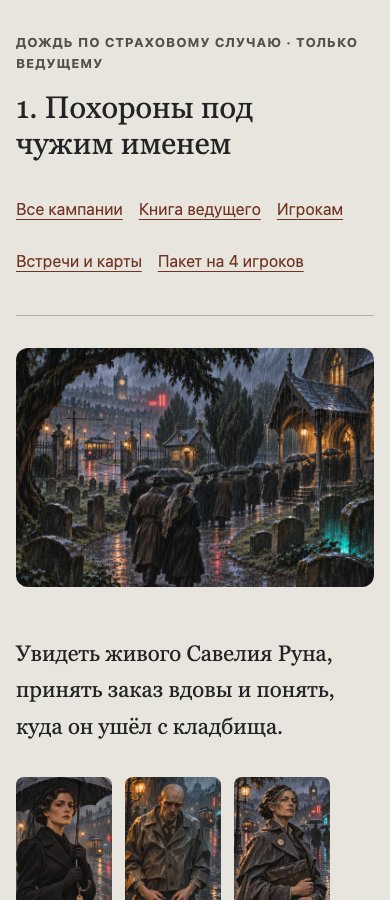 ДОЖДЬ ПО СТРАХОВОМУ СЛУЧАЮ · ТОЛЬКО
ВЕДУЩЕМУ
1. Похороны под
чужим именем
Все кампании Книга ведущего Игрокам
Встречи и карты Пакет на 4 игроков
Увидеть живого Савелия Руна,
принять заказ вдовы и понять,
куда он ушёл с кладбища.